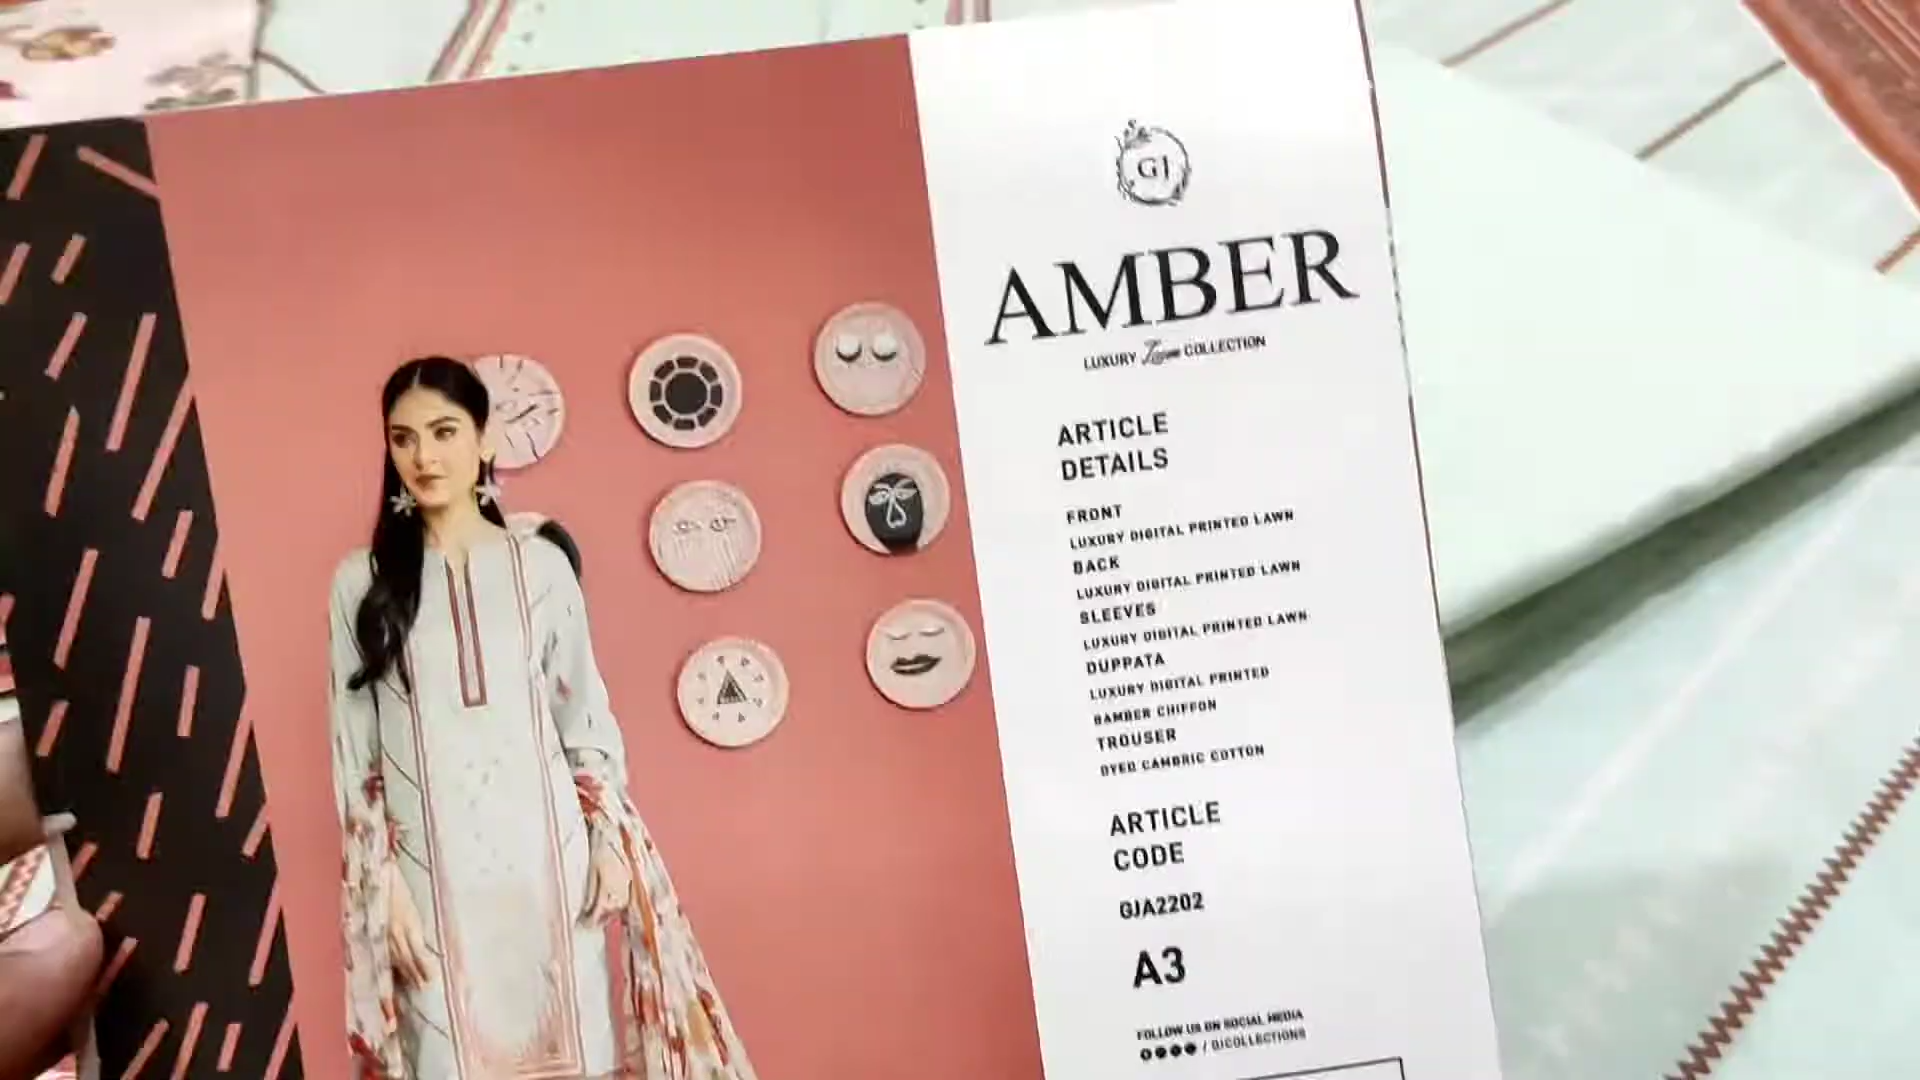 GJ
AMBER
LUXURY Lawn COLLECTION
ARTICLE
DETAILS
FRONT
LUXURY DIGITAL PRINTED LAWN
BACK
LUXURY DIGITAL PRINTED LAWN
SLEEVES
LUXURY DIGITAL PRINTED LAWN
DUPPATA
LUXURY DIGITAL PRINTED
BAMBER CHIFFON
TROUSER
DYED CAMBRIC COTTON
ARTICLE
CODE
GJA2202
A3
FOLLOW US ON SOCIAL MEDIA
/ GJCOLLECTIONS